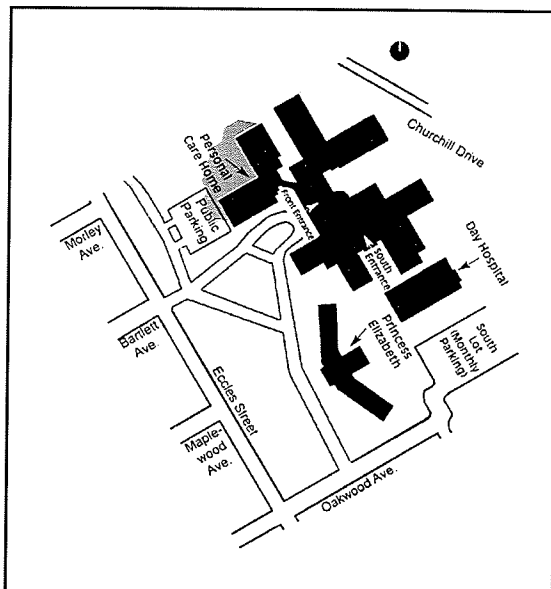 Churchill Drive
Personal
Care Home
Public
Parking
Front Entrance
South
Entrance
Day Hospital
Princess
Elizabeth
South
Lot
(Monthly
Parking)
Morley
Ave.
Bartlett
Ave.
Eccles Street
Maple-
wood
Ave.
Oakwood Ave.